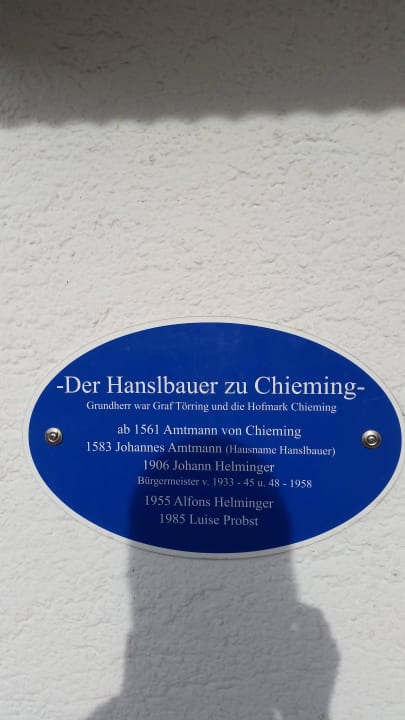 -Der Hanslbauer zu Chieming-
Grundherr war Graf Törring und die Hofmark Chieming
ab 1561 Amtmann von Chieming
1583 Johannes Amtmann (Hausname Hanslbauer)
1906 Johann Helminger
Bürgermeister v. 1933 - 45 u. 48 - 1958
1955 Alfons Helminger
1985 Luise Probst